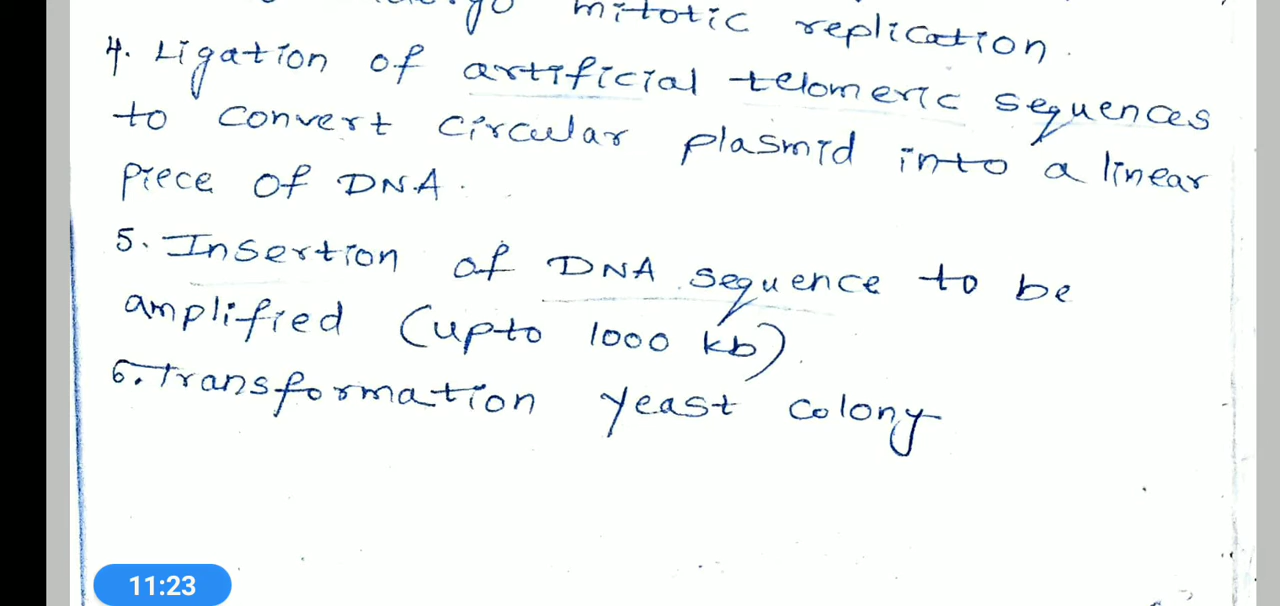 mitotic replication.
4. Ligation of artificial telomeric sequences
to convert circular plasmid into a linear
piece of DNA.
5. Insertion of DNA sequence to be
amplified (upto 1000 kb).
6. Transformation yeast colony
11:23